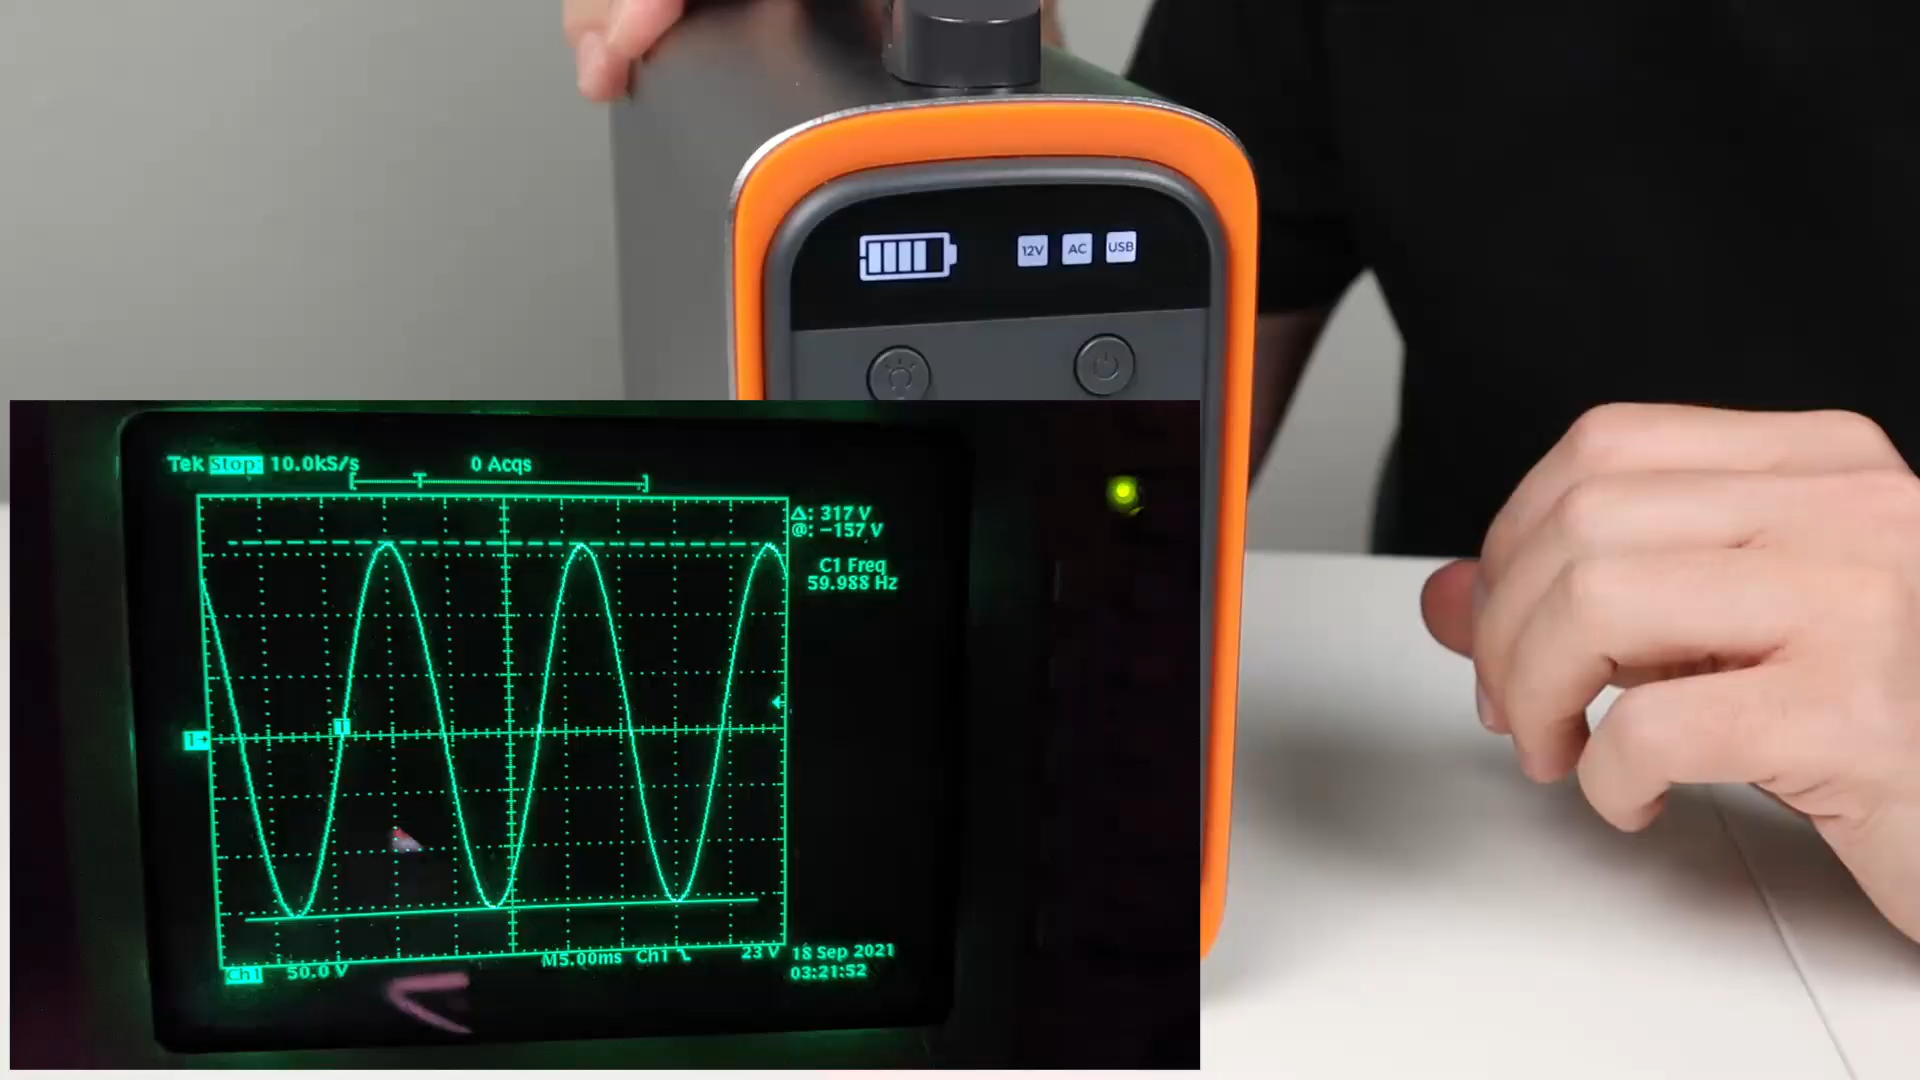 12V AC USB
Tek Stop: 10.0kS/s 0 Acqs
T
Δ: 317 V
@: −157 V
C1 Freq
59.988 Hz
T
1→
Ch1 50.0 V M5.00ms Ch1 23 V
18 Sep 2021
03:21:52